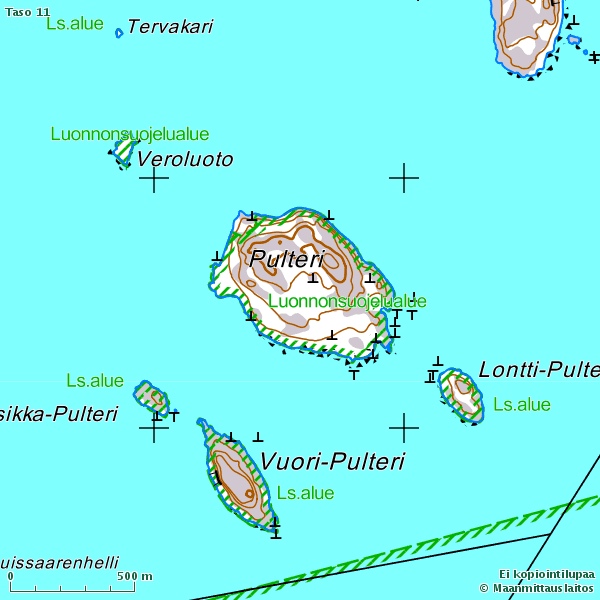 Taso 11
Ls.alue
Tervakari
Luonnonsuojelualue
Veroluoto
Pulteri
Luonnonsuojelualue
Lontti-Pulte
Ls.alue
Ls.alue
sikka-Pulteri
Vuori-Pulteri
Ls.alue
uissaarenhelli
0 500 m
Ei kopiointilupaa
© Maanmittauslaitos